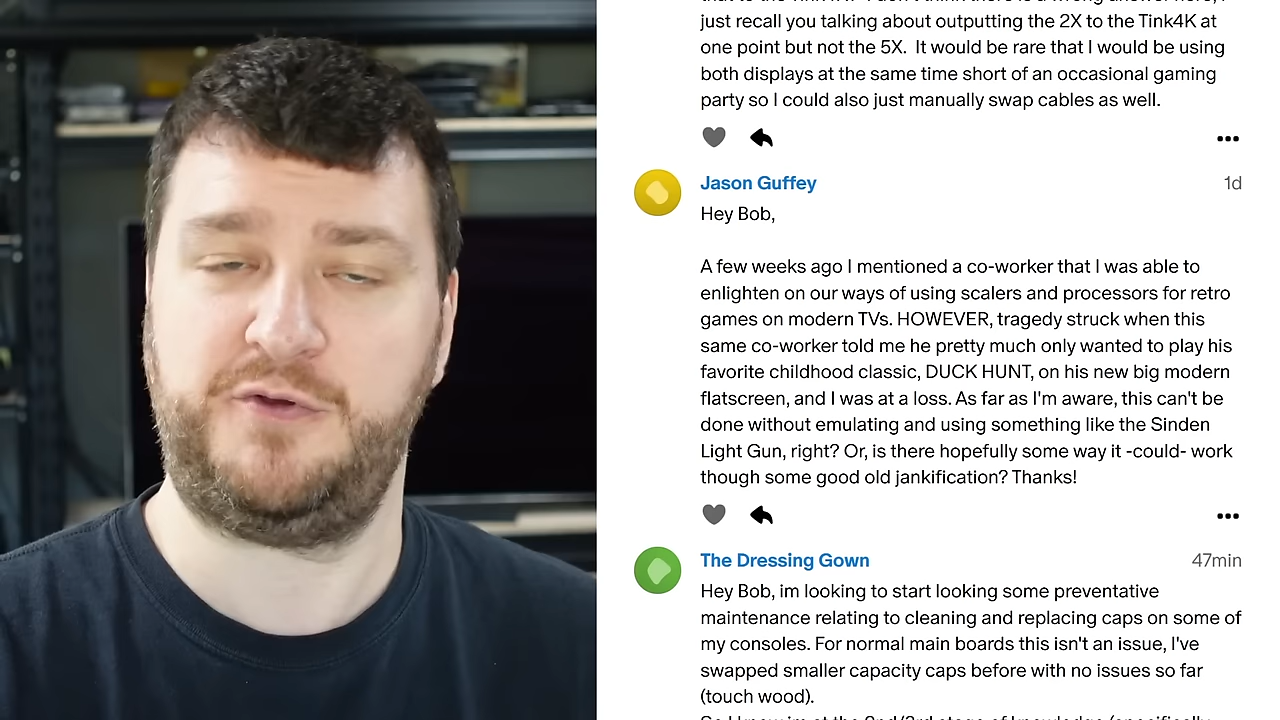 just recall you talking about outputting the 2X to the Tink4K at
one point but not the 5X.  It would be rare that I would be using
both displays at the same time short of an occasional gaming
party so I could also just manually swap cables as well.
Jason Guffey 1d
Hey Bob,
A few weeks ago I mentioned a co-worker that I was able to
enlighten on our ways of using scalers and processors for retro
games on modern TVs. HOWEVER, tragedy struck when this
same co-worker told me he pretty much only wanted to play his
favorite childhood classic, DUCK HUNT, on his new big modern
flatscreen, and I was at a loss. As far as I'm aware, this can't be
done without emulating and using something like the Sinden
Light Gun, right? Or, is there hopefully some way it -could- work
though some good old jankification? Thanks!
The Dressing Gown 47min
Hey Bob, im looking to start looking some preventative
maintenance relating to cleaning and replacing caps on some of
my consoles. For normal main boards this isn't an issue, I've
swapped smaller capacity caps before with no issues so far
(touch wood).